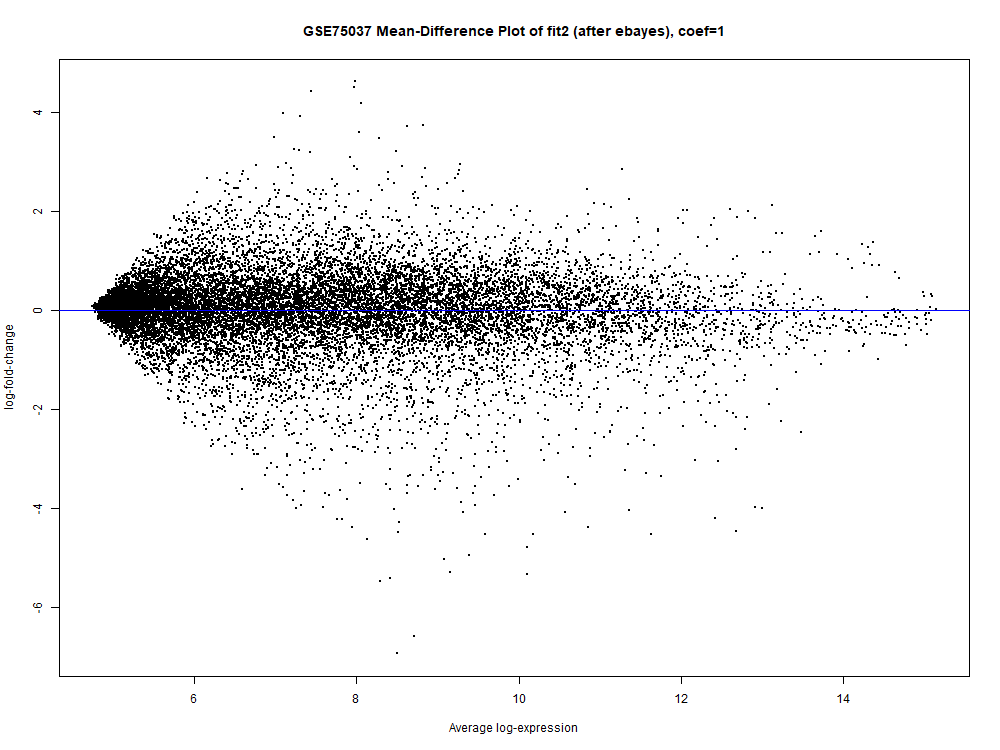 GSE75037 Mean-Difference Plot of fit2 (after ebayes), coef=1
log-fold-change
4
2
0
-2
-4
-6
6 8 10 12 14
Average log-expression